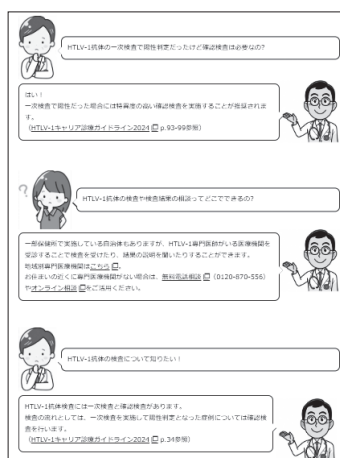 HTLV-1抗体の一次検査で陽性判定だったけど確認検査は必要なの?
はい!
一次検査で陽性だった場合には特異度の高い確認検査を実施することが推奨されま
す。
(HTLV-1キャリア診療ガイドライン2024 p.93-99参照)
?
HTLV-1抗体の検査や検査結果の相談ってどこでできるの?
一部保健所で実施している自治体もありますが、HTLV-1専門医師がいる医療機関を
受診することで検査を受けたり、結果の説明を聞いたりすることができます。
地域別専門医療機関はこちら。
お住まいの近くに専門医療機関がない場合は、無料電話相談(0120-870-556)
やオンライン相談をご活用ください。
HTLV-1抗体の検査について知りたい!
HTLV-1抗体検査には一次検査と確認検査があります。
検査の流れとしては、一次検査を実施して陽性判定となった症例については確認検
査を行います。
(HTLV-1キャリア診療ガイドライン2024 p.34参照)